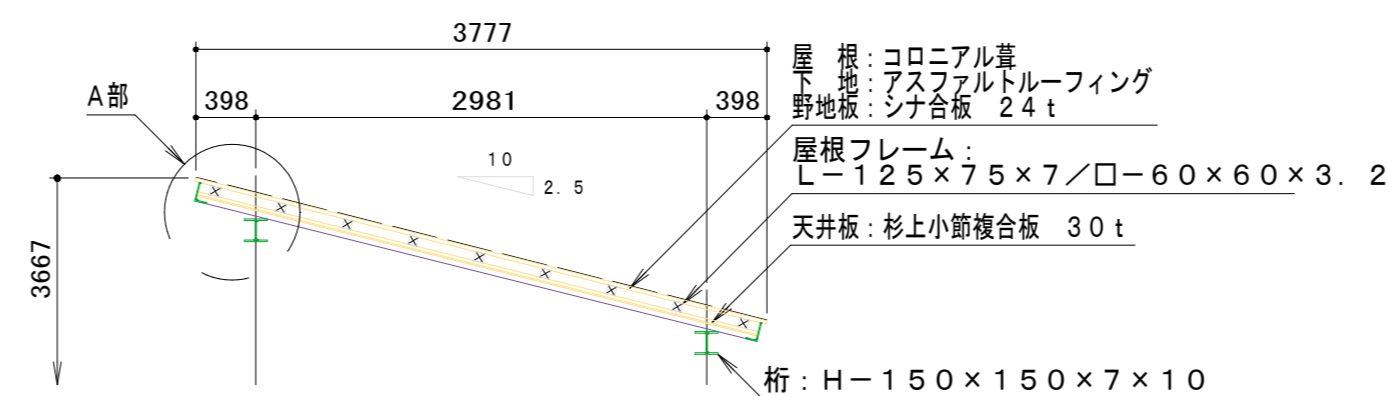 3777
A部
398
2981
398
屋　根：コロニアル葺
下　地：アスファルトルーフィング
野地板：シナ合板　２４ｔ
10
2.5
屋根フレーム：
Ｌ－１２５×７５×７／□－６０×６０×３．２
天井板：杉上小節複合板　３０ｔ
3667
桁：Ｈ－１５０×１５０×７×１０